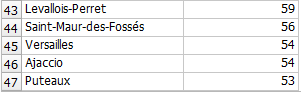 43 Levallois-Perret 59
44 Saint-Maur-des-Fossés 56
45 Versailles 54
46 Ajaccio 54
47 Puteaux 53